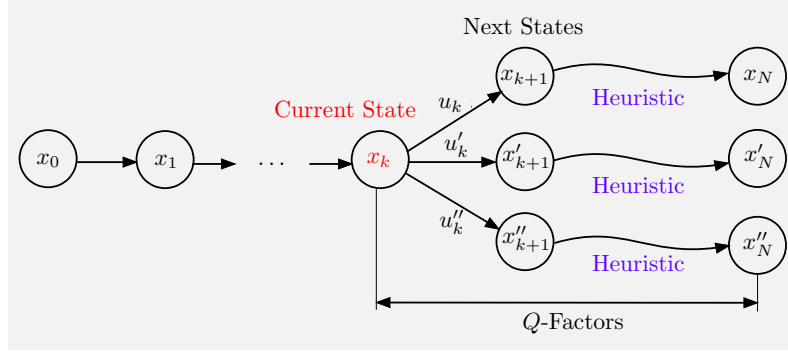 Next States
x_{k+1} x_N
u_k Heuristic
Current State
x_0 x_1 ⋯ x_k u'_k x'_{k+1} x'_N
Heuristic
u''_k x''_{k+1} x''_N
Heuristic
Q-Factors